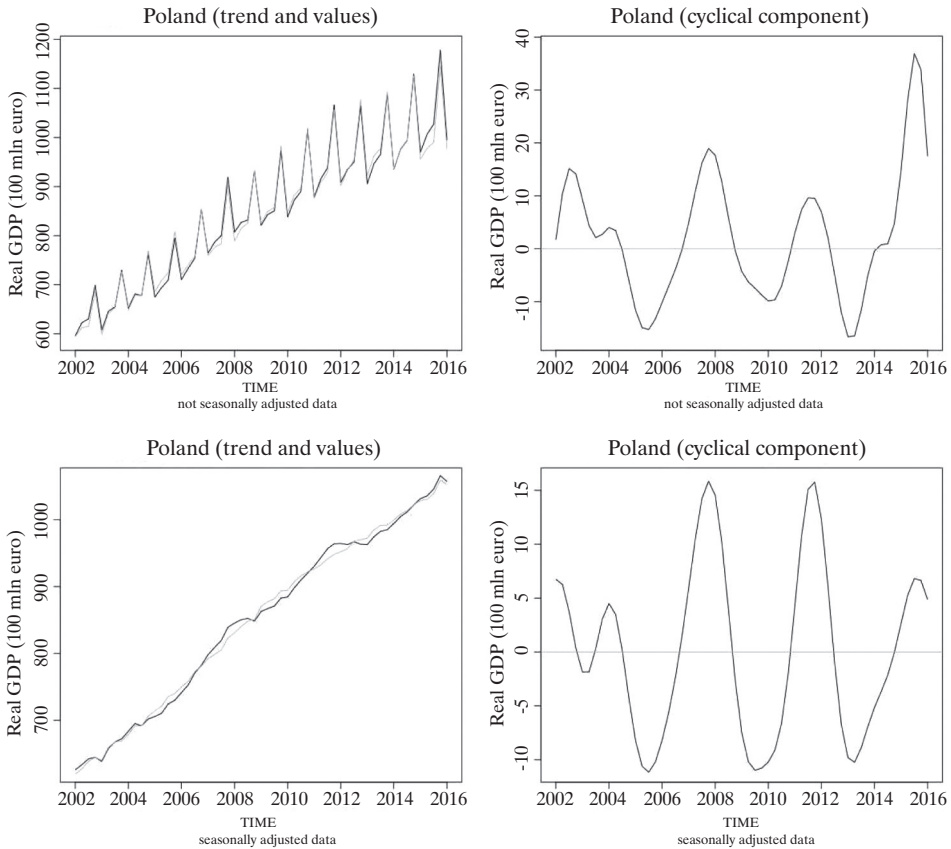 Poland (trend and values)
Real GDP (100 mln euro)
1200
1100
1000
900
800
700
600
2002 2004 2006 2008 2010 2012 2014 2016
TIME
not seasonally adjusted data
Poland (cyclical component)
Real GDP (100 mln euro)
40
30
20
10
0
-10
2002 2004 2006 2008 2010 2012 2014 2016
TIME
not seasonally adjusted data
Poland (trend and values)
Real GDP (100 mln euro)
1000
900
800
700
2002 2004 2006 2008 2010 2012 2014 2016
TIME
seasonally adjusted data
Poland (cyclical component)
Real GDP (100 mln euro)
15
10
5
0
-5
-10
2002 2004 2006 2008 2010 2012 2014 2016
TIME
seasonally adjusted data